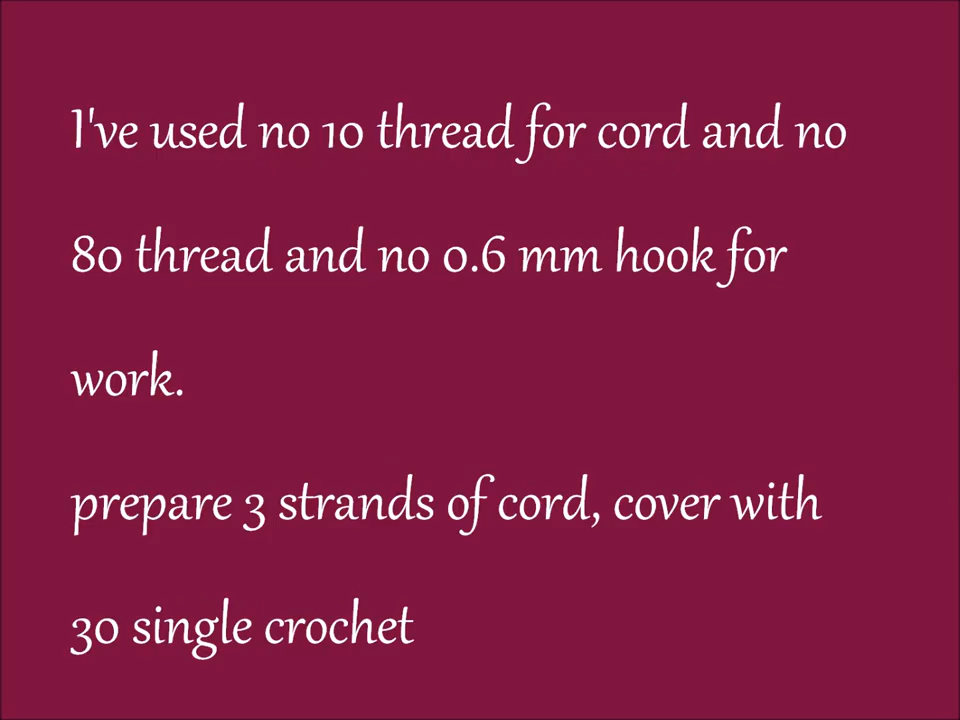 I've used no 10 thread for cord and no
80 thread and no 0.6 mm hook for
work.
prepare 3 strands of cord, cover with
30 single crochet